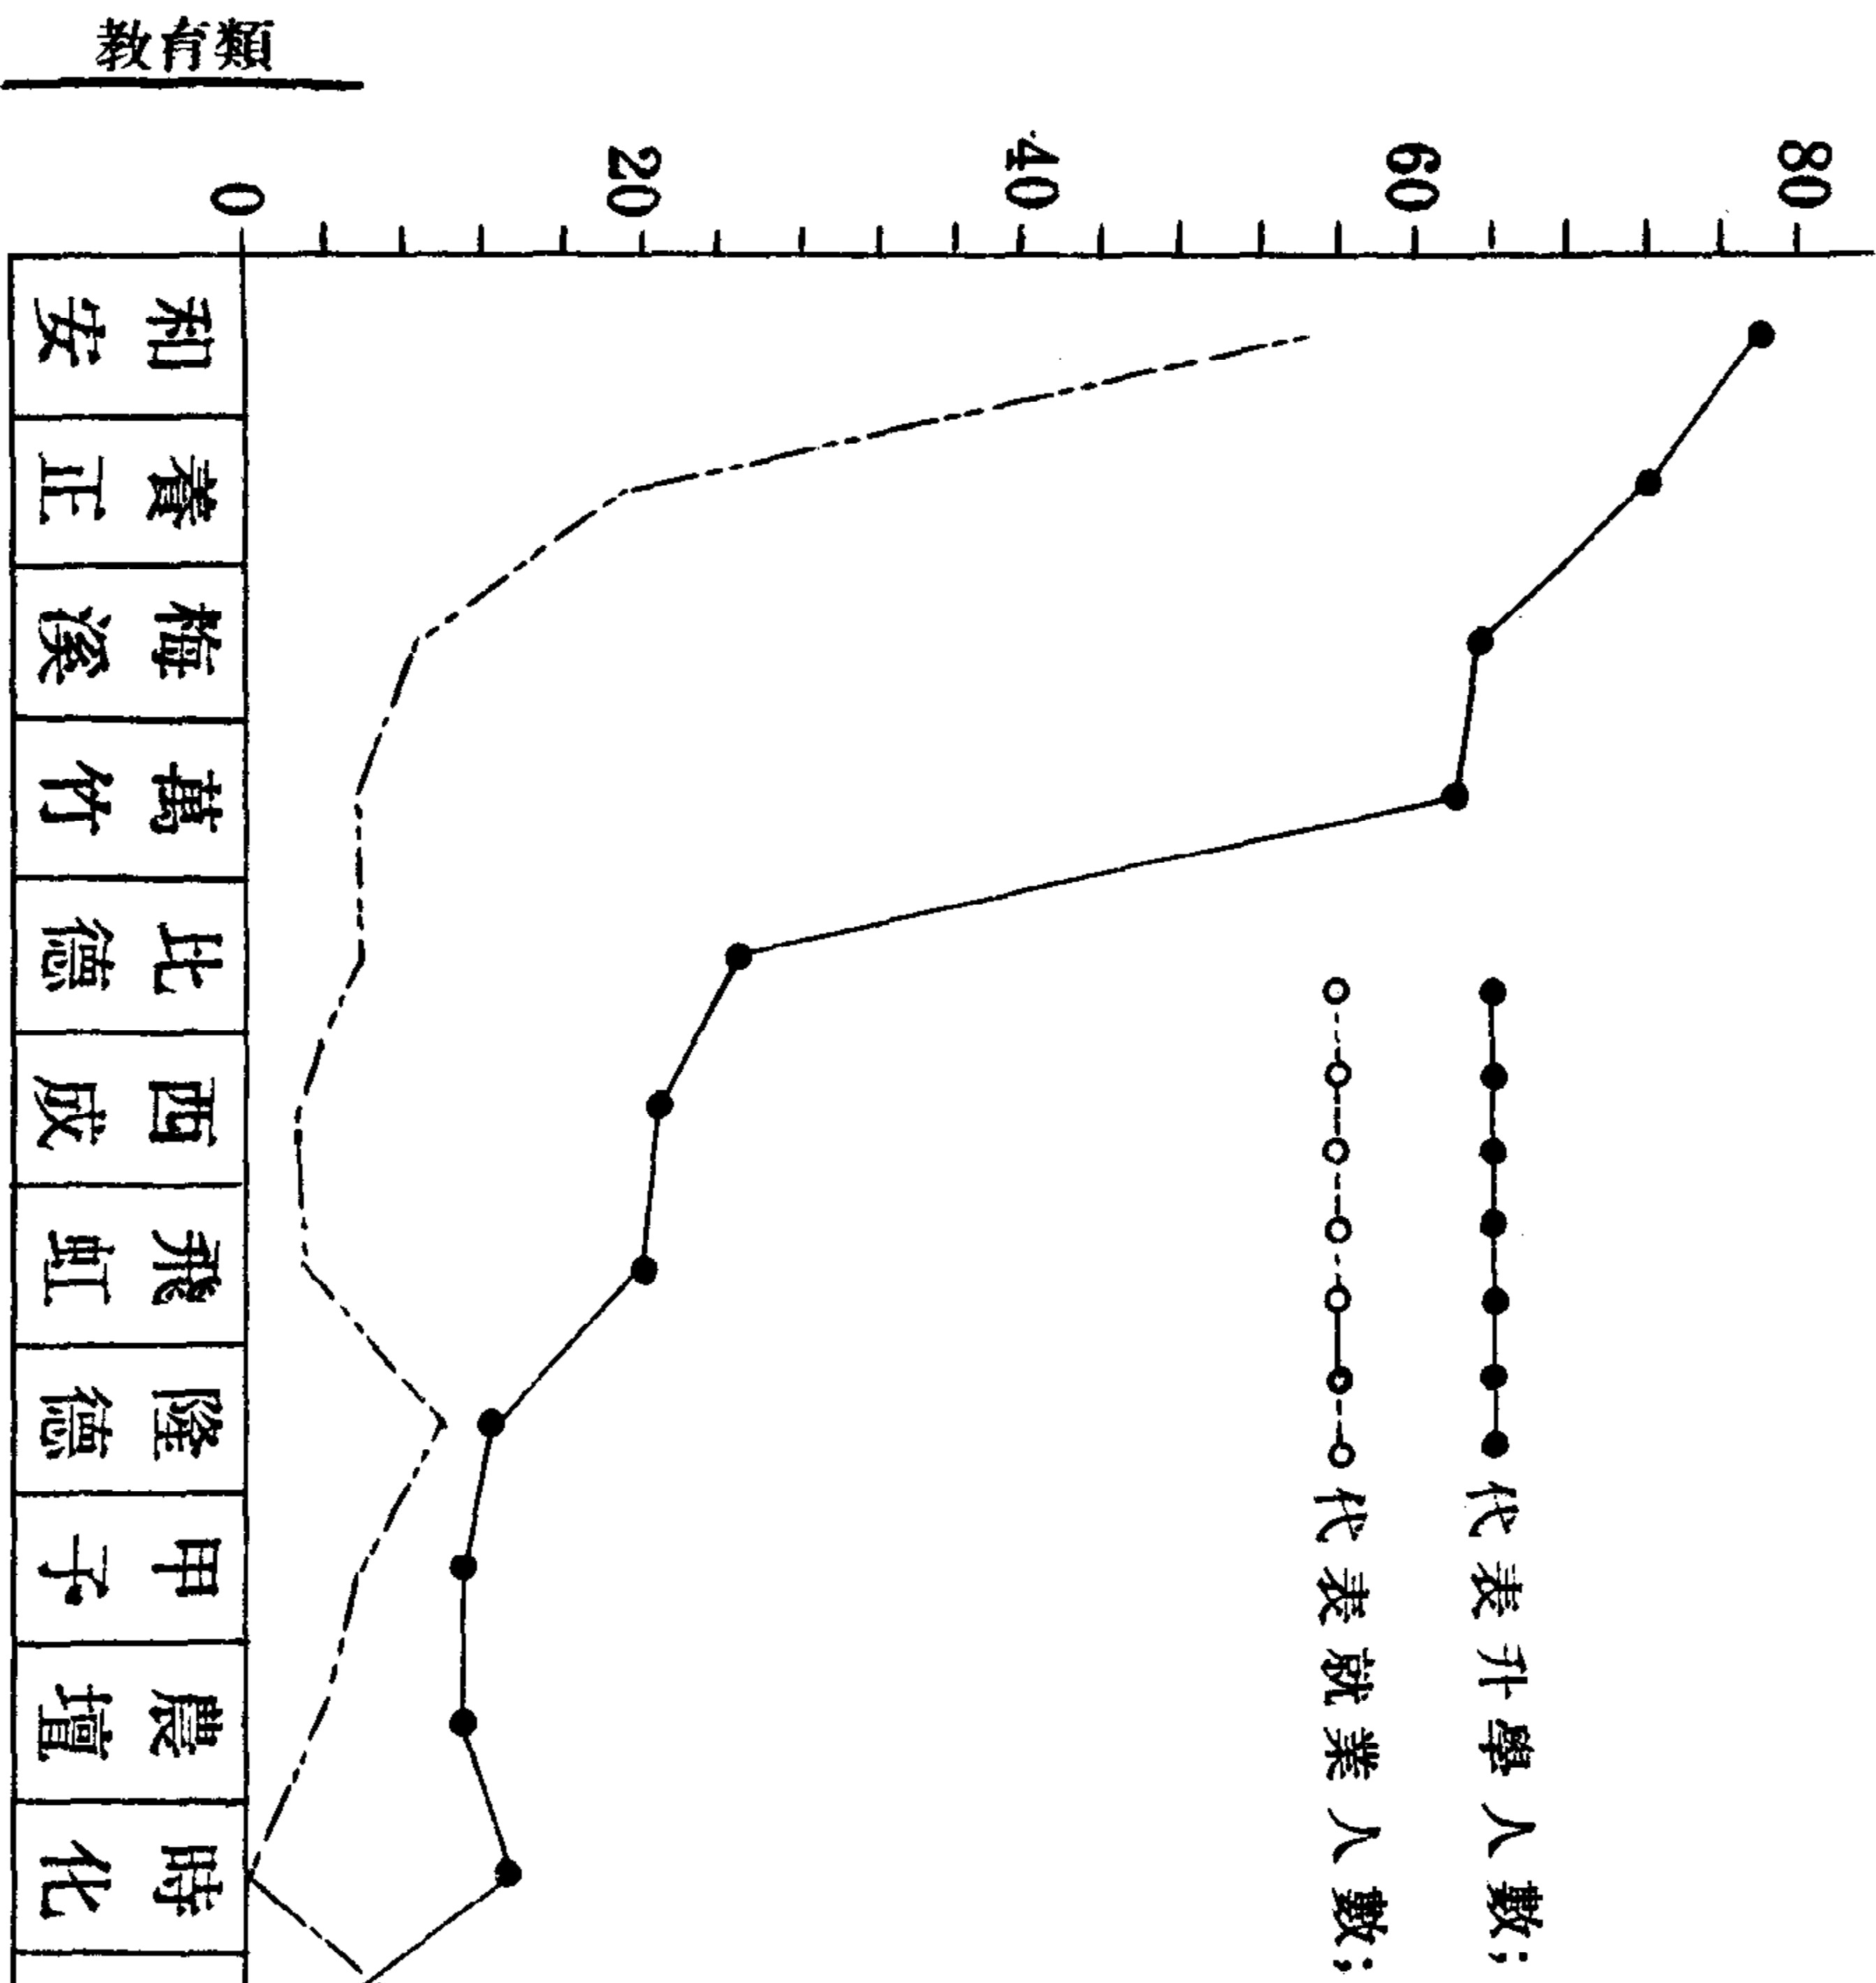 教育類
80
60
40
20
0
和安
養正
梅溪
萬竹
比德
西成
飛虹
隆德
甲子
農壇
時化
代表升學人數;
代表就業人數;